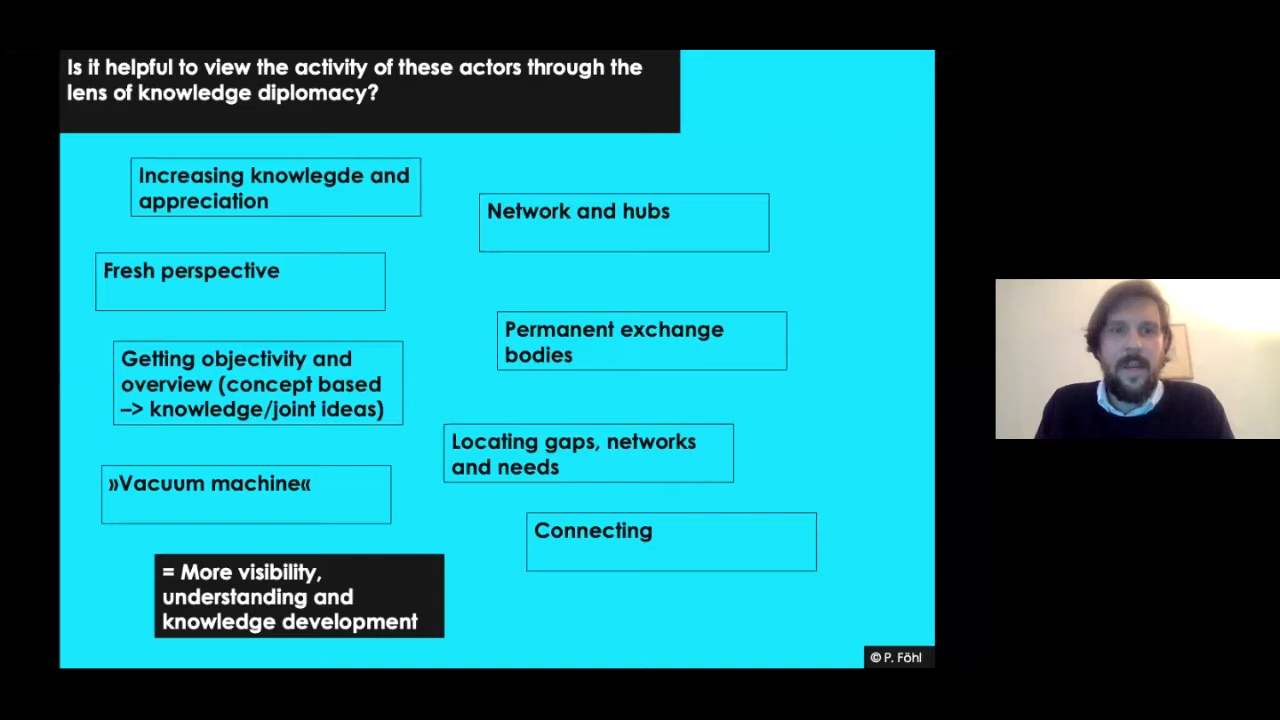 Is it helpful to view the activity of these actors through the
lens of knowledge diplomacy?
Increasing knowlegde and
appreciation
Network and hubs
Fresh perspective
Permanent exchange
bodies
Getting objectivity and
overview (concept based
–> knowledge/joint ideas)
Locating gaps, networks
and needs
»Vacuum machine«
Connecting
= More visibility,
understanding and
knowledge development
© P. Föhl